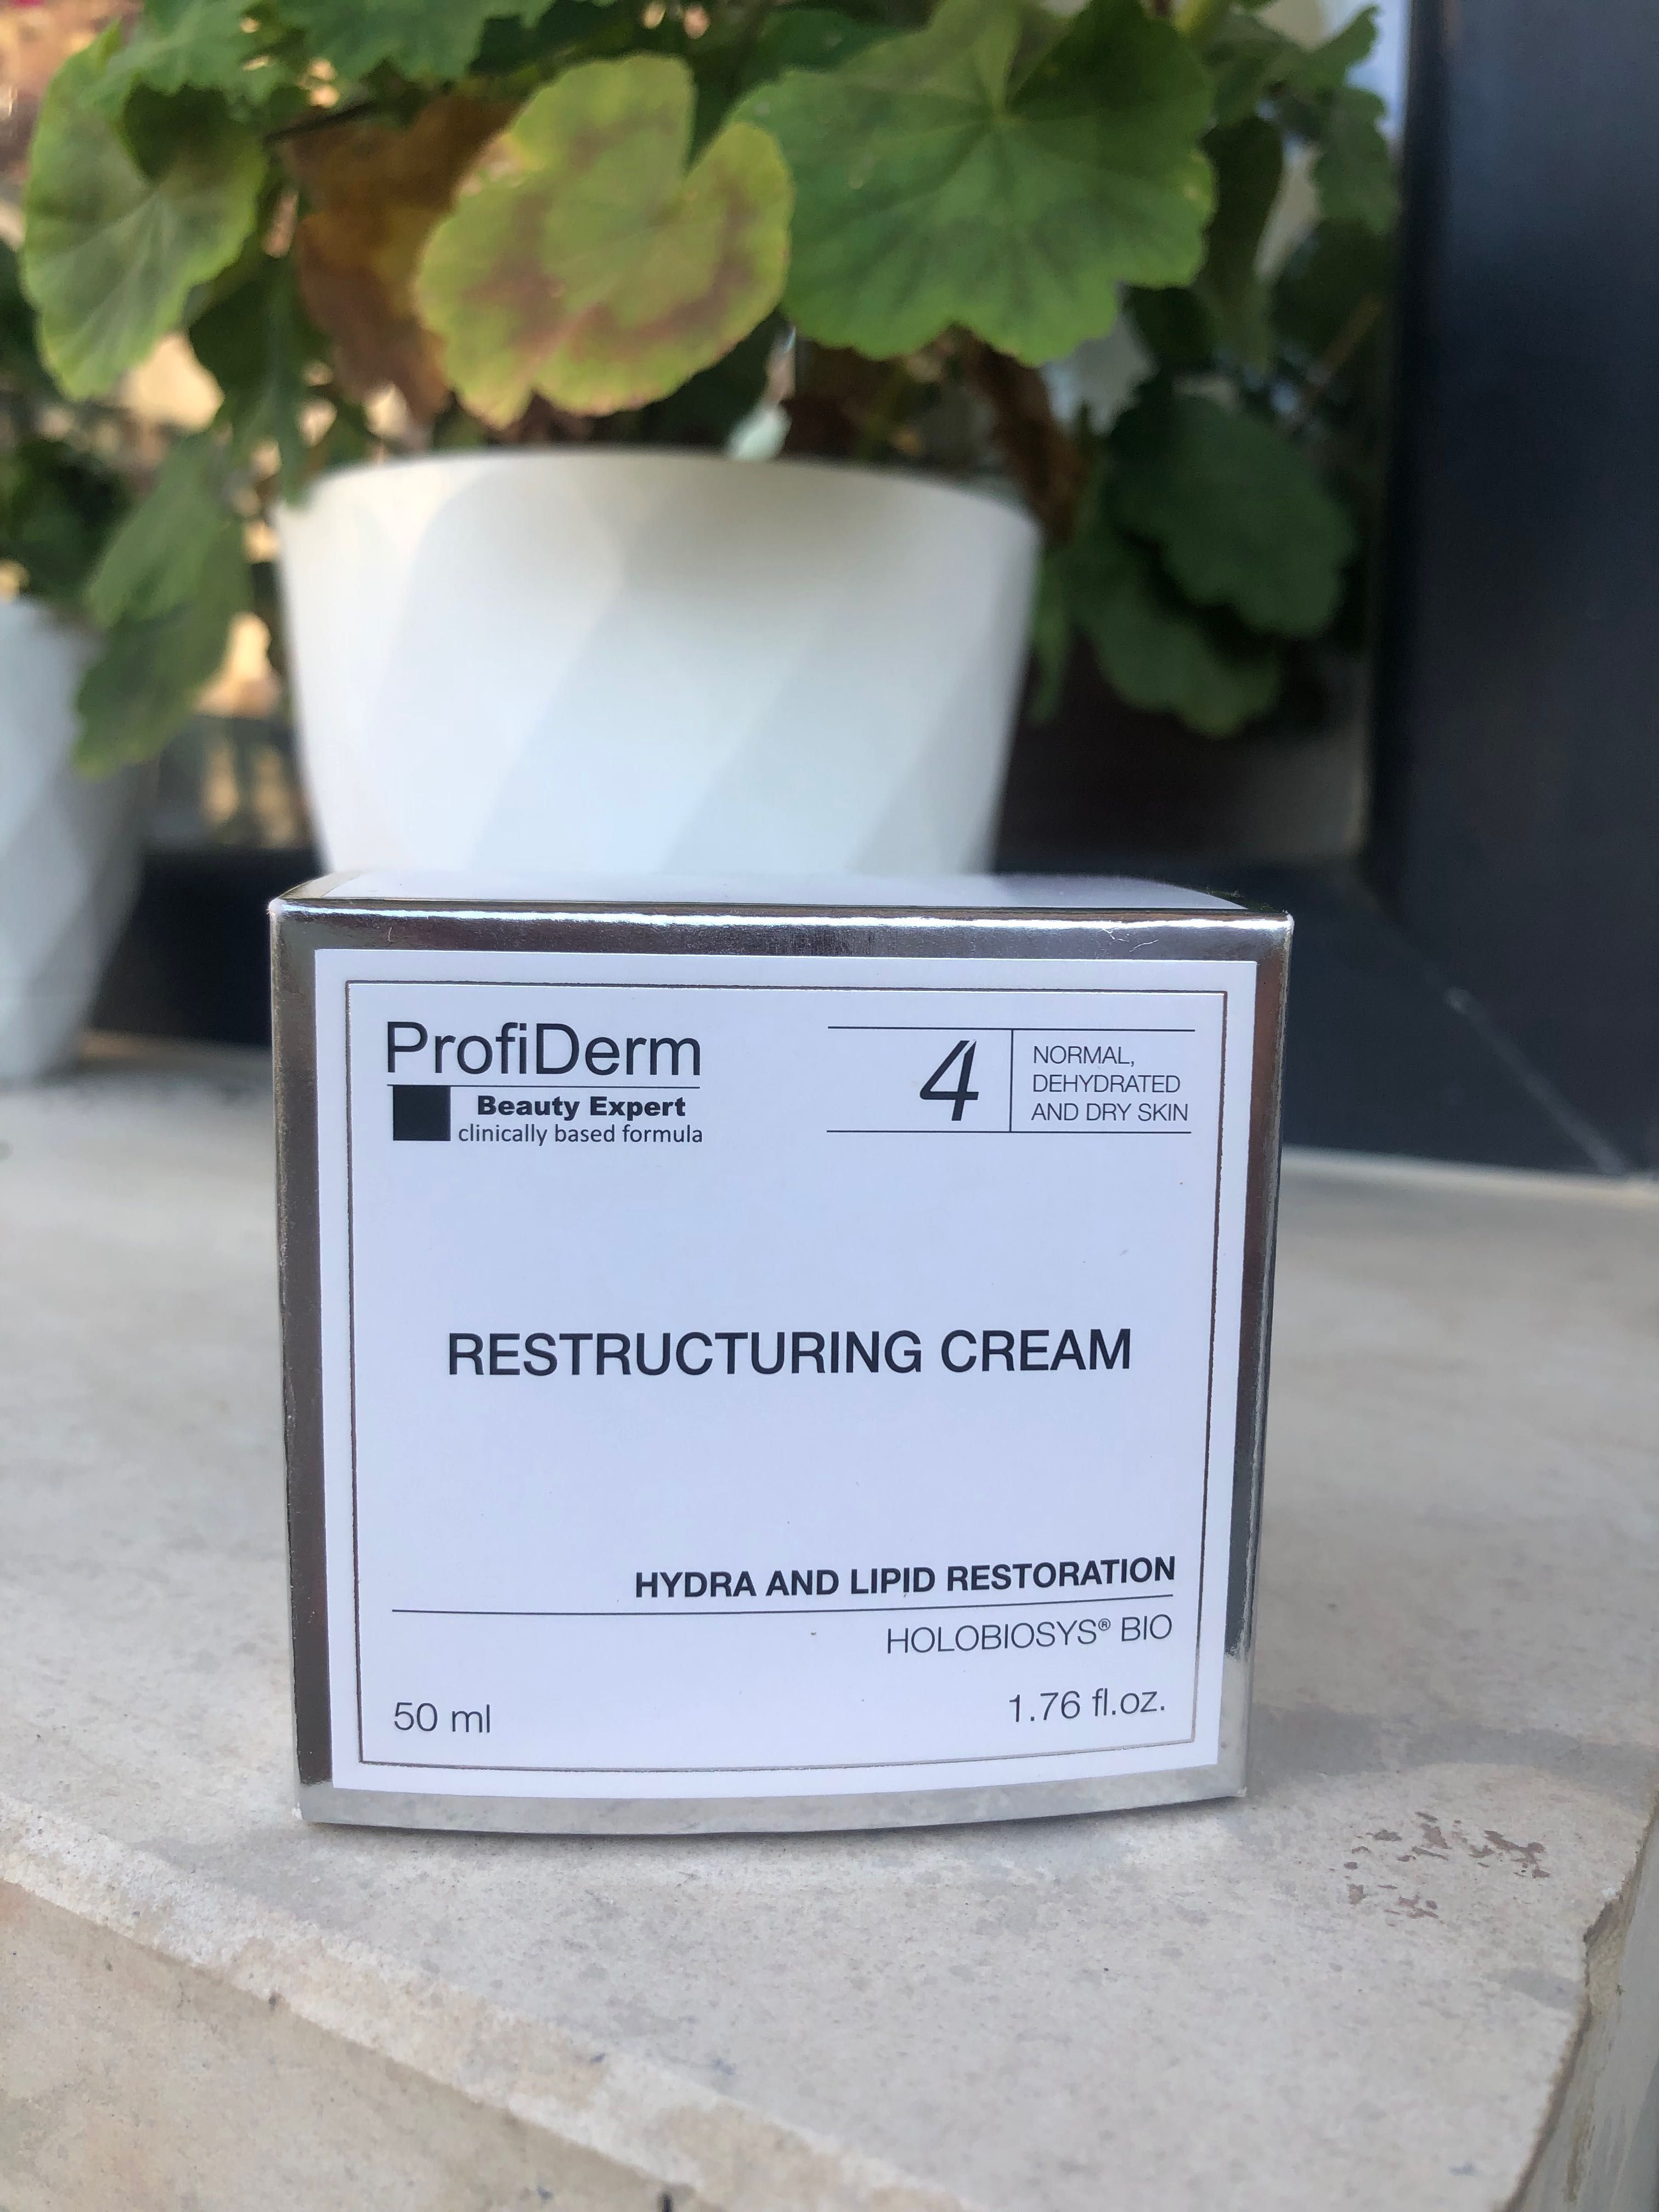 ProfiDerm
Beauty Expert
clinically based formula
4
NORMAL,
DEHYDRATED
AND DRY SKIN
RESTRUCTURING CREAM
HYDRA AND LIPID RESTORATION
HOLOBIOSYS® BIO
50 ml
1.76 fl.oz.